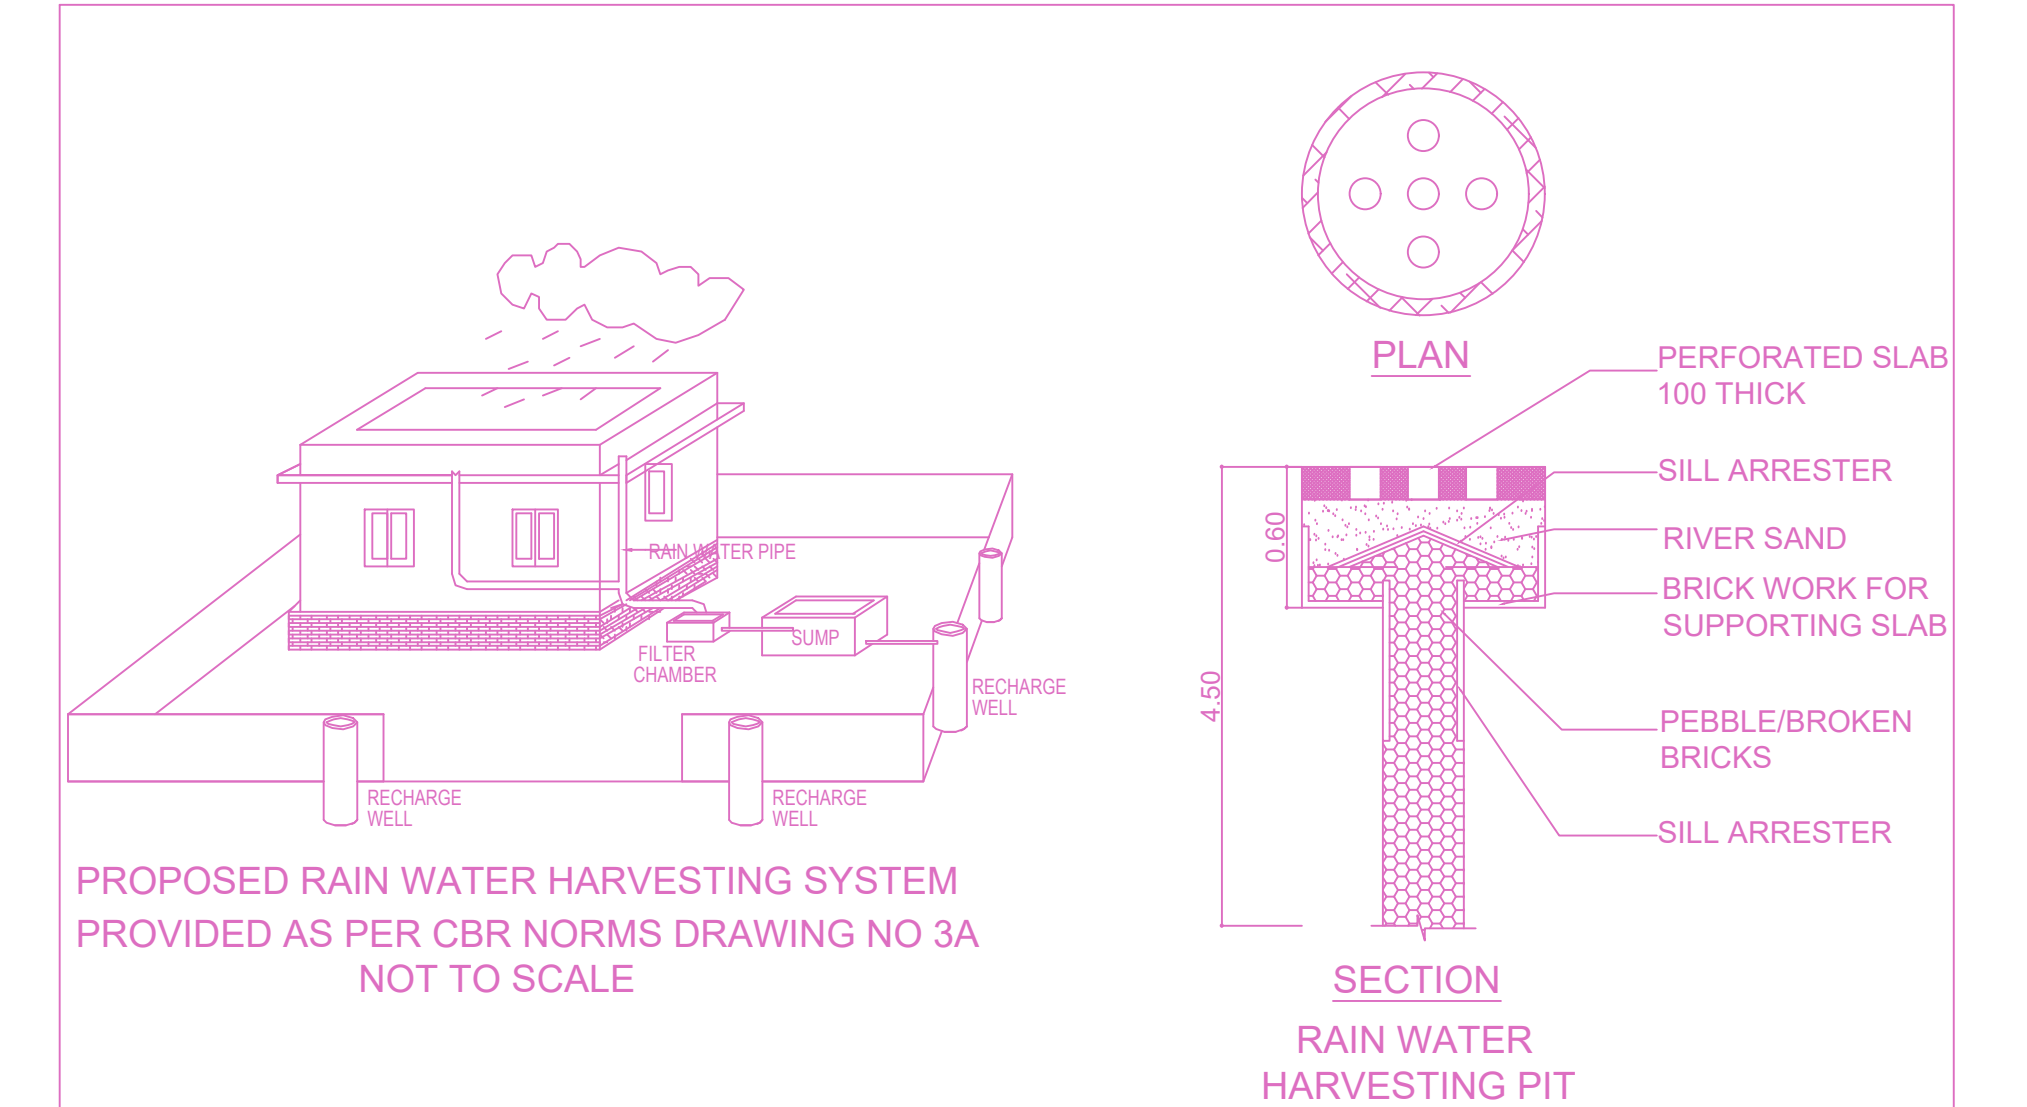 RAIN WATER PIPE
SUMP
FILTER
CHAMBER
RECHARGE
WELL
RECHARGE
WELL
RECHARGE
WELL
PROPOSED RAIN WATER HARVESTING SYSTEM
PROVIDED AS PER CBR NORMS DRAWING NO 3A
NOT TO SCALE
PLAN
PERFORATED SLAB
100 THICK
SILL ARRESTER
RIVER SAND
BRICK WORK FOR
SUPPORTING SLAB
PEBBLE/BROKEN
BRICKS
SILL ARRESTER
0.60
4.50
SECTION
RAIN WATER
HARVESTING PIT